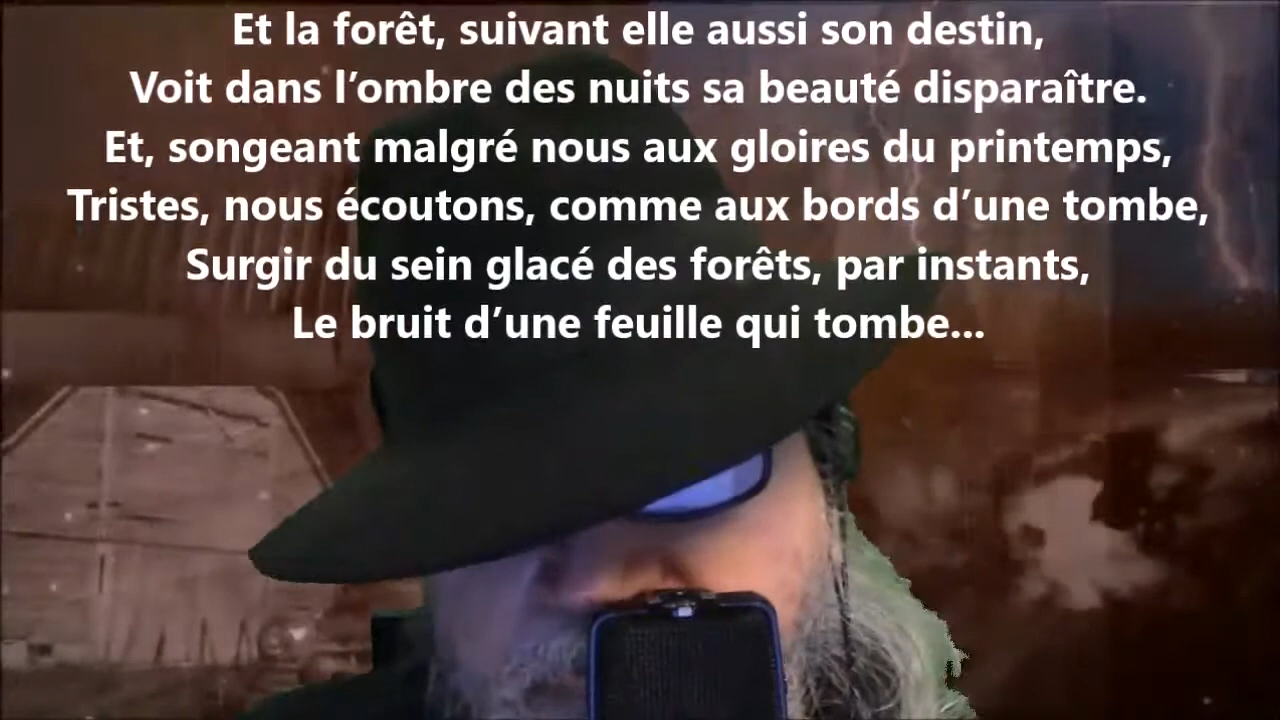 Et la forêt, suivant elle aussi son destin,
Voit dans l’ombre des nuits sa beauté disparaître.
Et, songeant malgré nous aux gloires du printemps,
Tristes, nous écoutons, comme aux bords d’une tombe,
Surgir du sein glacé des forêts, par instants,
Le bruit d’une feuille qui tombe...